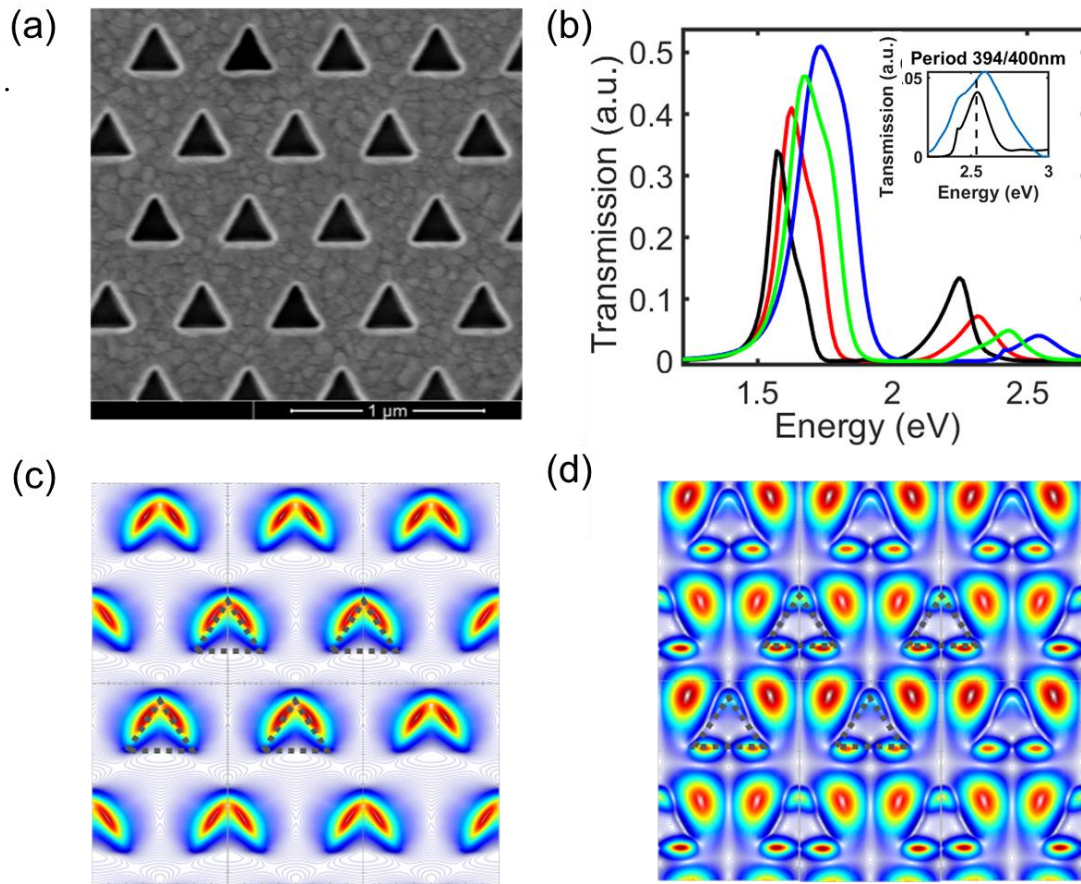 (a)
.
1 μm
(b)
Transmission (a.u.)
0.5
0.4
0.3
0.2
0.1
0
1.5
2
2.5
Energy (eV)
Period 394/400nm
Tansmission (a.u.)
.05
0
2.5
3
Energy (eV)
(c)
(d)